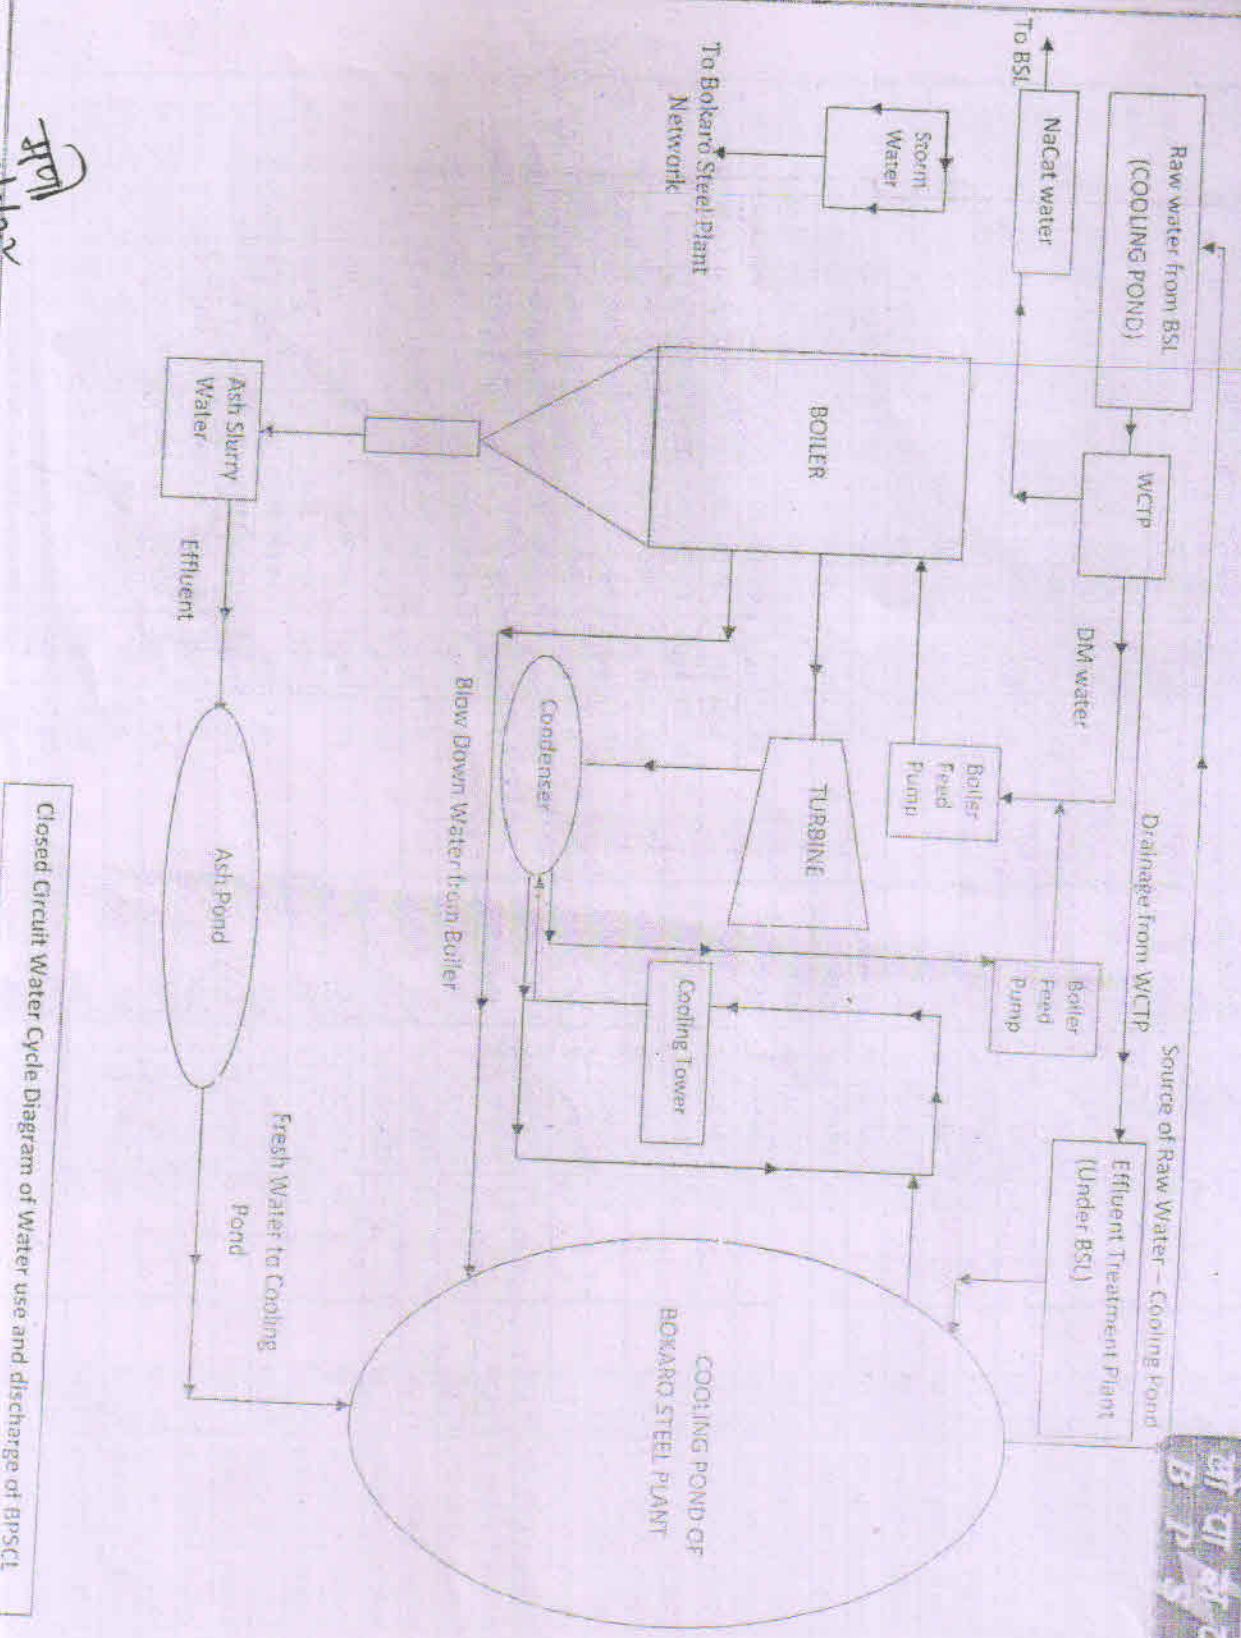 Source of Raw Water – Cooling Pond
Raw water from BSL
(COOLING POND)
WCTP
Drainage from WCTP
Effluent Treatment Plant
(Under BSL)
DM water
NaCat water
To BSL
Boiler
Feed
Pump
Boiler
Feed
Pump
Storm
Water
To Bokaro Steel Plant
Network
BOILER
TURBINE
Cooling Tower
Condenser
Blow Down Water from Boiler
COOLING POND OF
BOKARO STEEL PLANT
Ash Slurry
Water
Effluent
Ash Pond
Fresh Water to Cooling
Pond
Closed Circuit Water Cycle Diagram of Water use and discharge of BPSCL
B P S